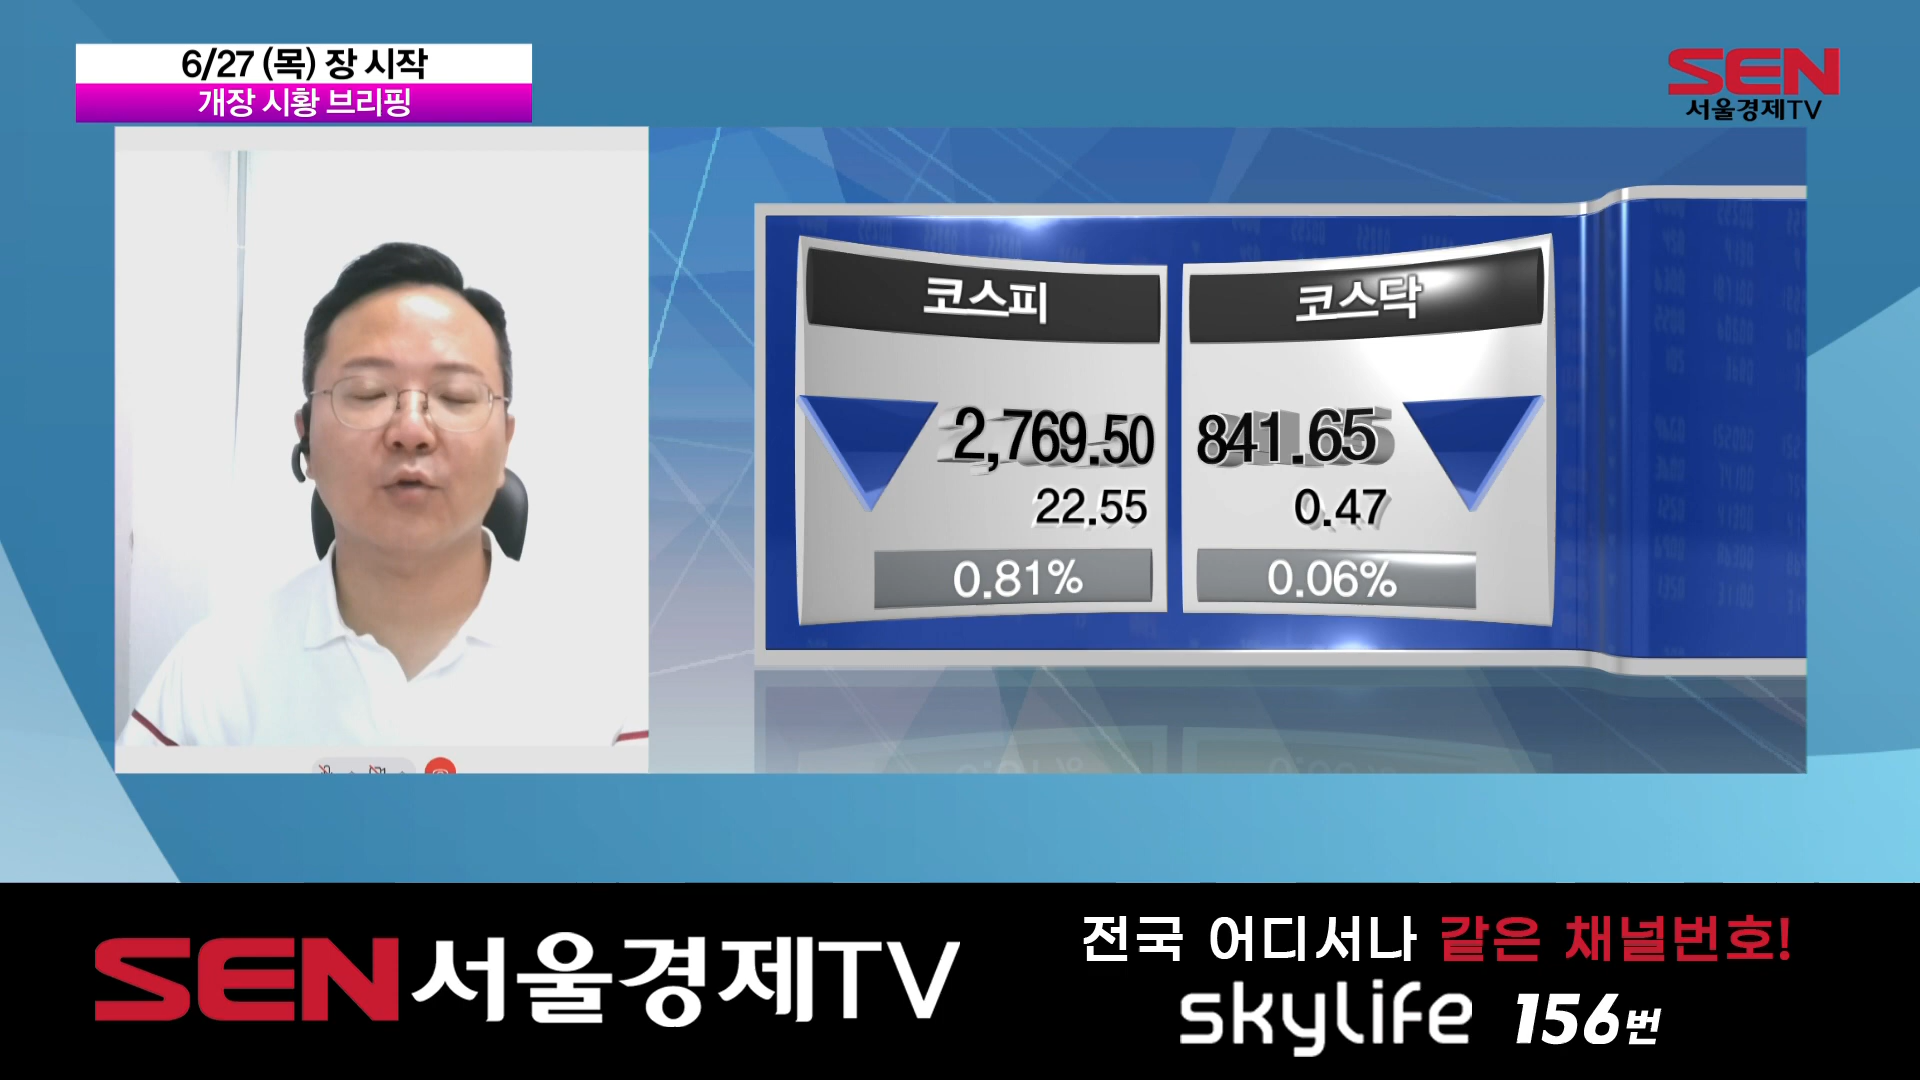 6/27 (목) 장 시작
개장 시황 브리핑
SEN
서울경제TV
코스피
2,769.50
22.55
0.81%
코스닥
841.65
0.47
0.06%
SEN 서울경제TV
전국 어디서나 같은 채널번호!
skylife 156번